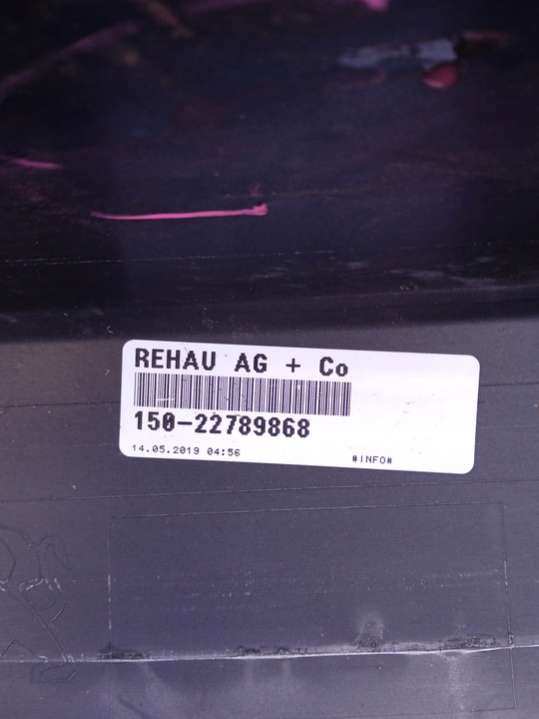 REHAU AG + Co
150-22789868
14.05.2019 04:56 #INFO#